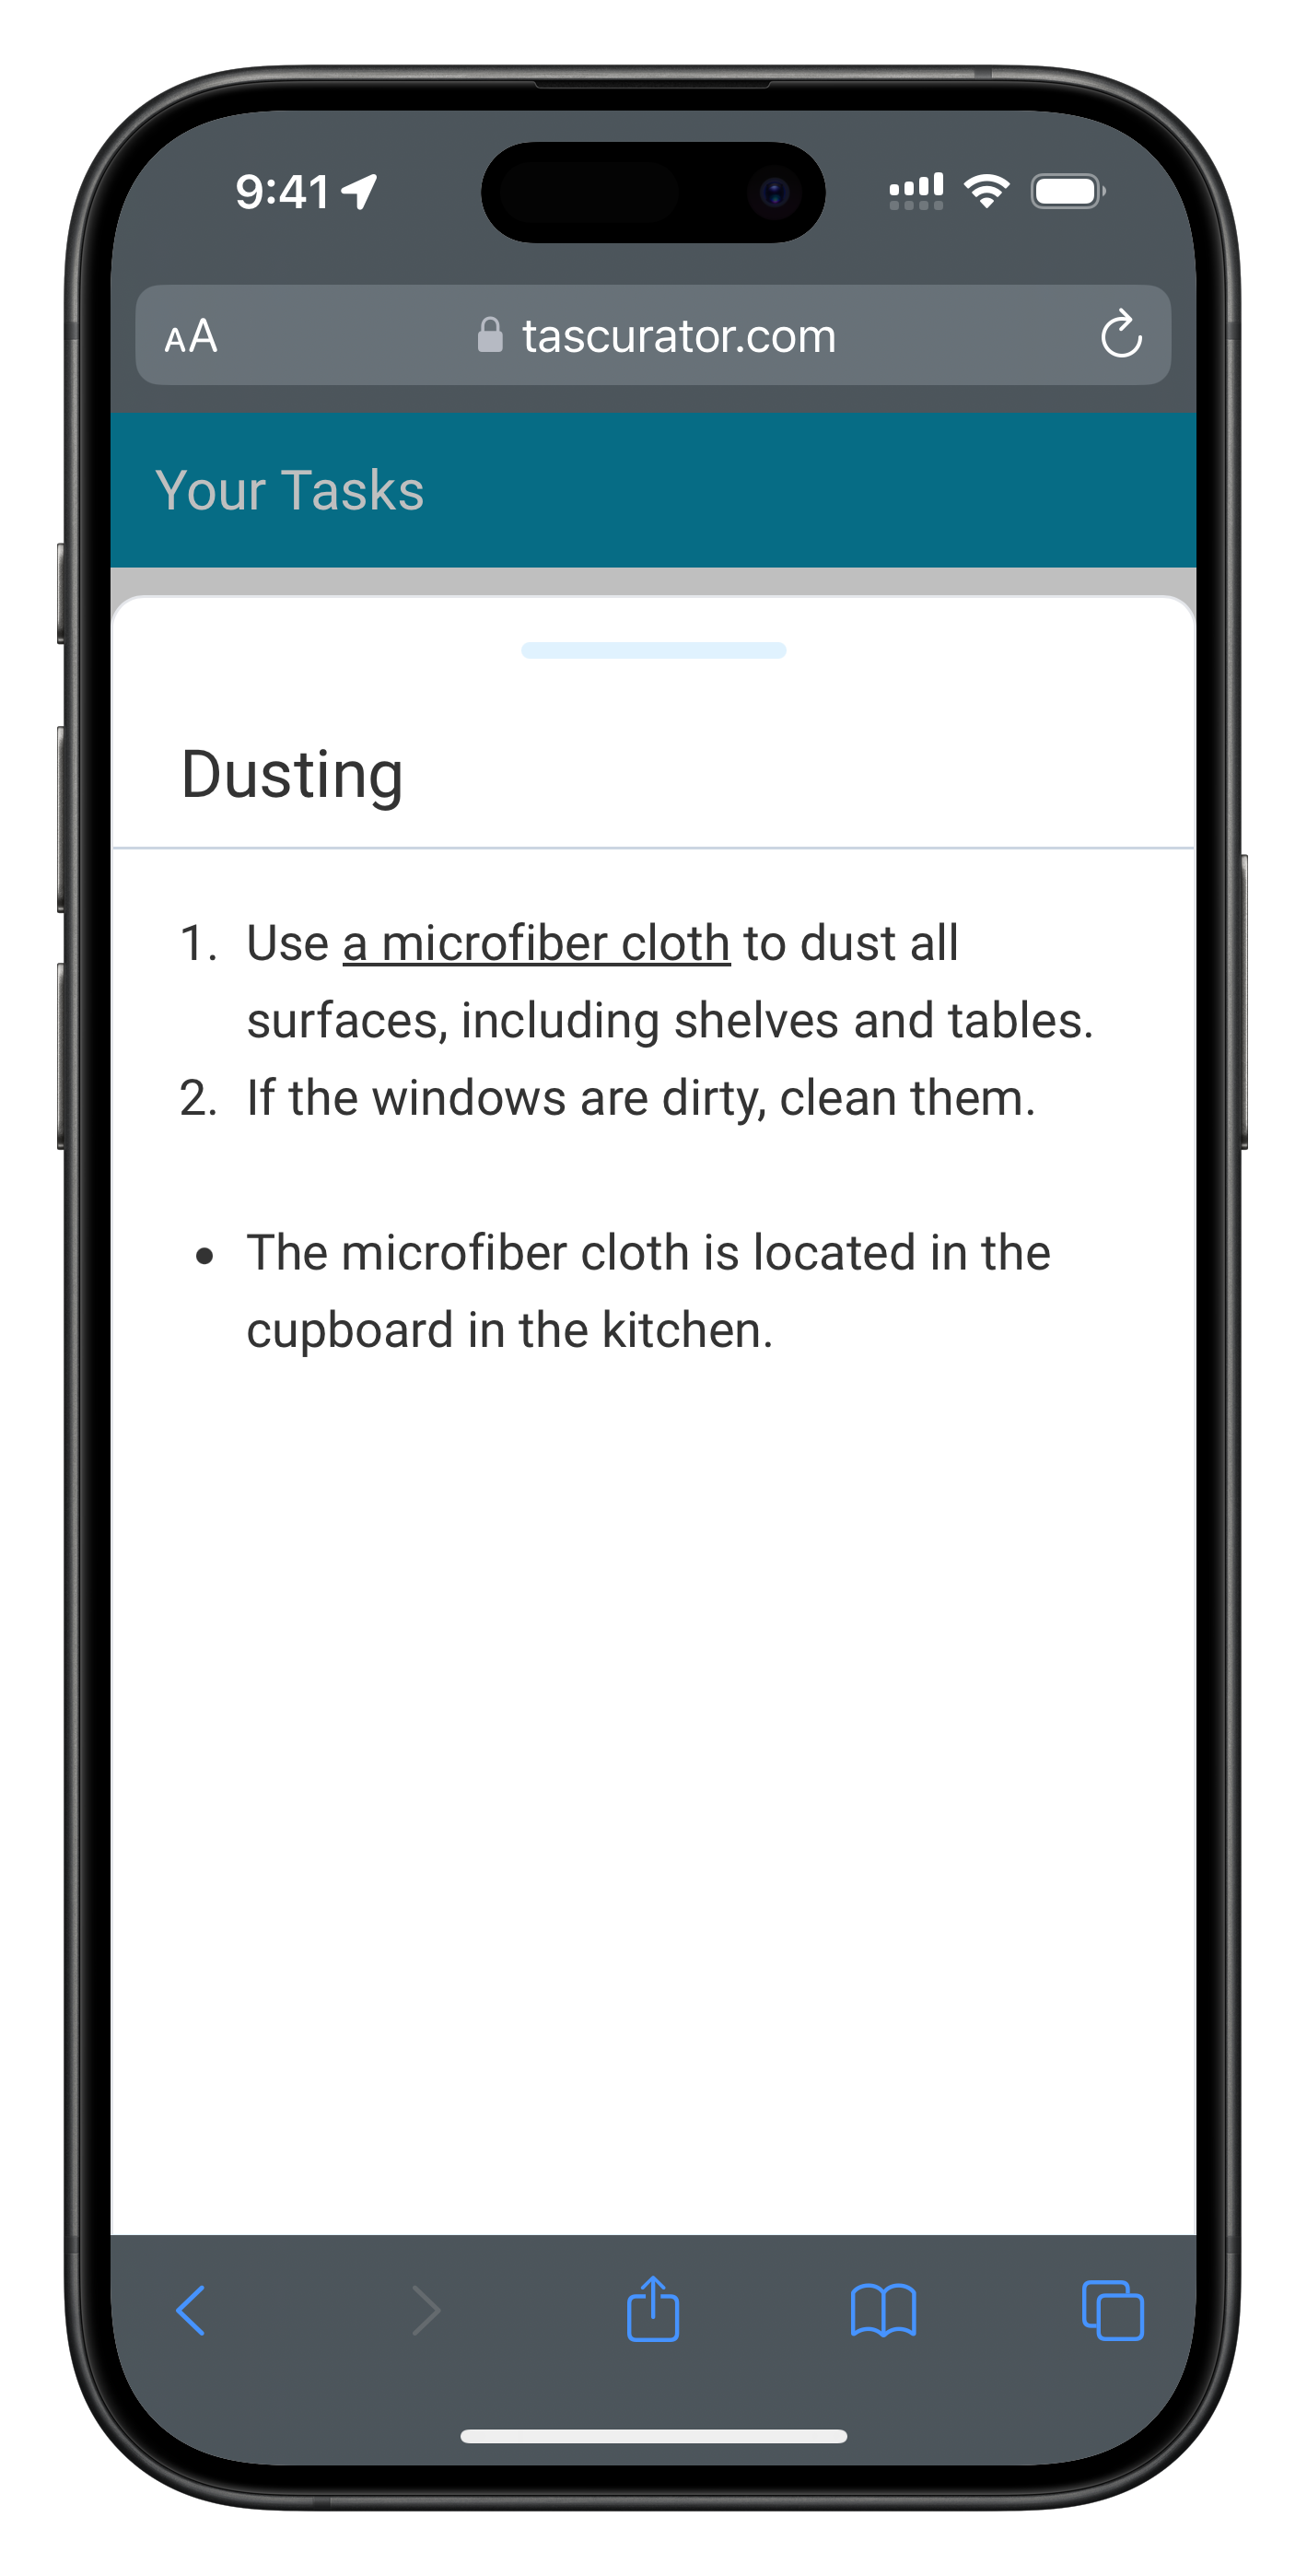 9:41
AA tascurator.com
Your Tasks
Dusting
1. Use a microfiber cloth to dust all
surfaces, including shelves and tables.
2. If the windows are dirty, clean them.
• The microfiber cloth is located in the
cupboard in the kitchen.